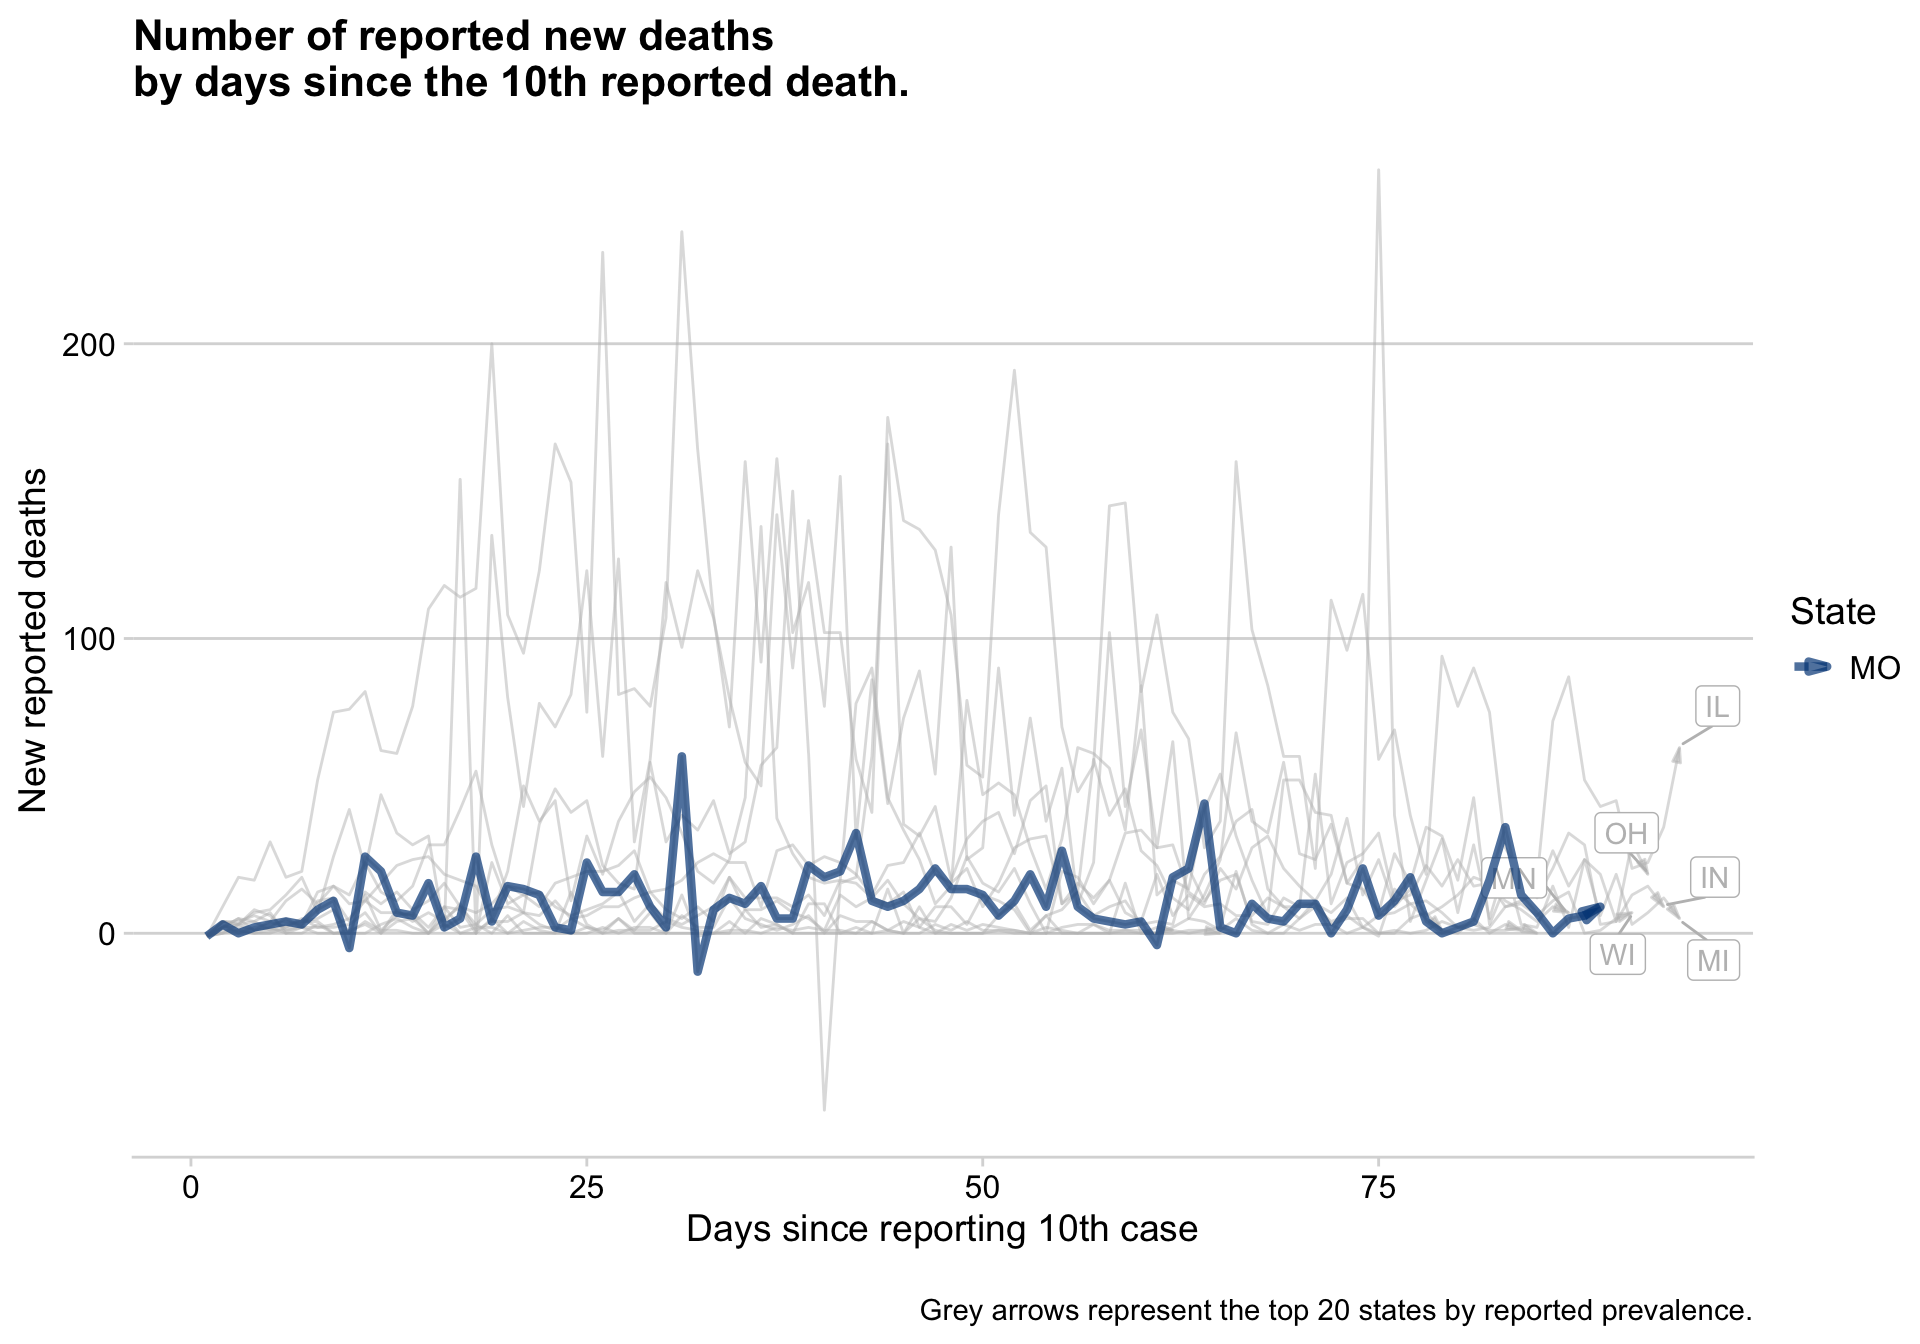 Number of reported new deaths
by days since the 10th reported death.
New reported deaths
200
100
0
0
25
50
75
Days since reporting 10th case
State
MO
IL
OH
MN
IN
WI
MI
Grey arrows represent the top 20 states by reported prevalence.